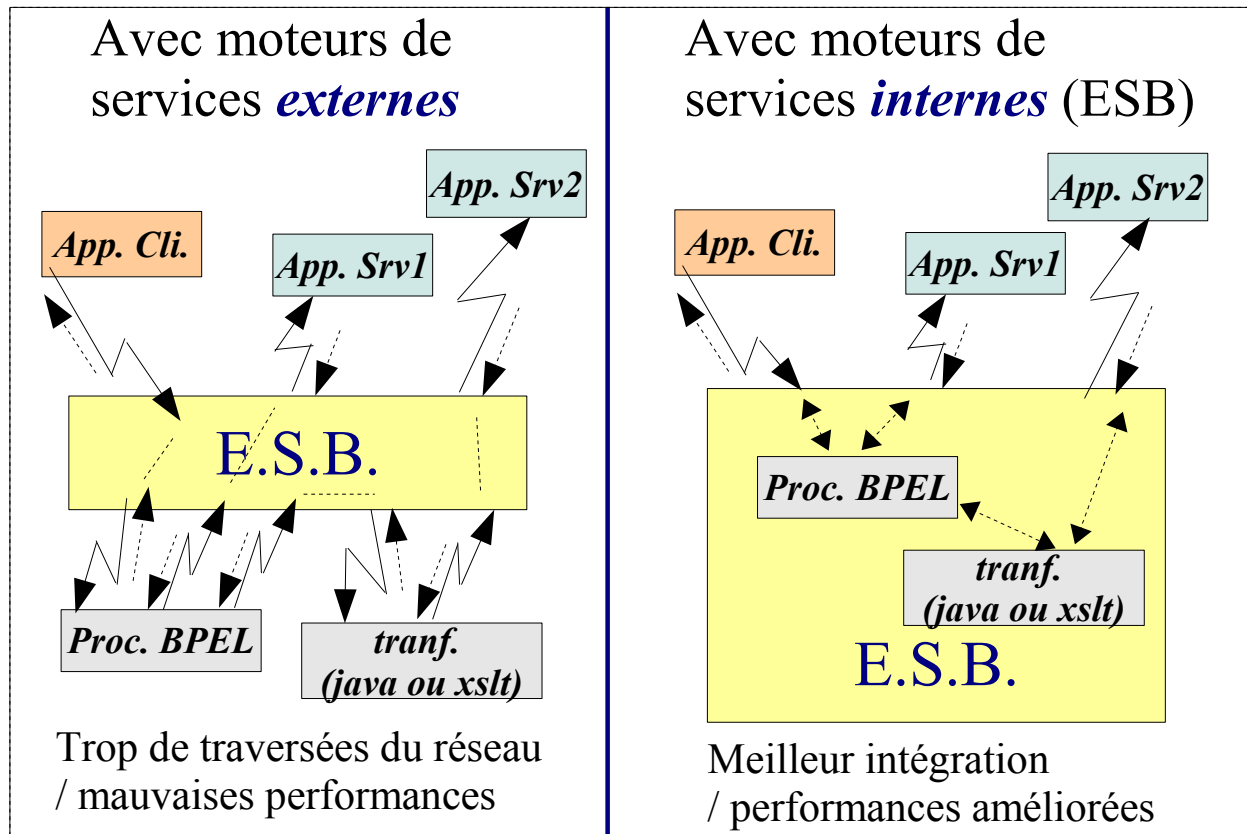 Avec moteurs de
services externes
App. Srv2
App. Cli.
App. Srv1
E.S.B.
Proc. BPEL
tranf.
(java ou xslt)
Trop de traversées du réseau
/ mauvaises performances
Avec moteurs de
services internes (ESB)
App. Srv2
App. Cli.
App. Srv1
Proc. BPEL
tranf.
(java ou xslt)
E.S.B.
Meilleur intégration
/ performances améliorées